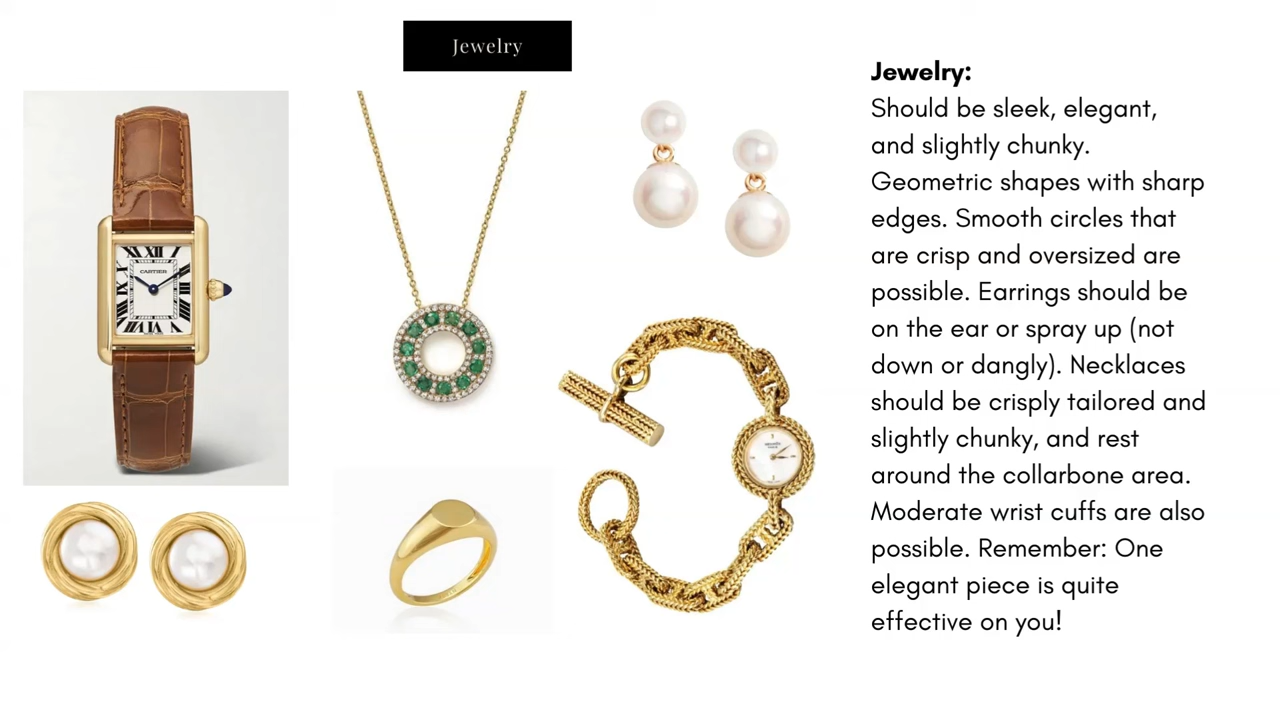 Jewelry
Jewelry:
Should be sleek, elegant,
and slightly chunky.
Geometric shapes with sharp
edges. Smooth circles that
are crisp and oversized are
possible. Earrings should be
on the ear or spray up (not
down or dangly). Necklaces
should be crisply tailored and
slightly chunky, and rest
around the collarbone area.
Moderate wrist cuffs are also
possible. Remember: One
elegant piece is quite
effective on you!
CARTIER